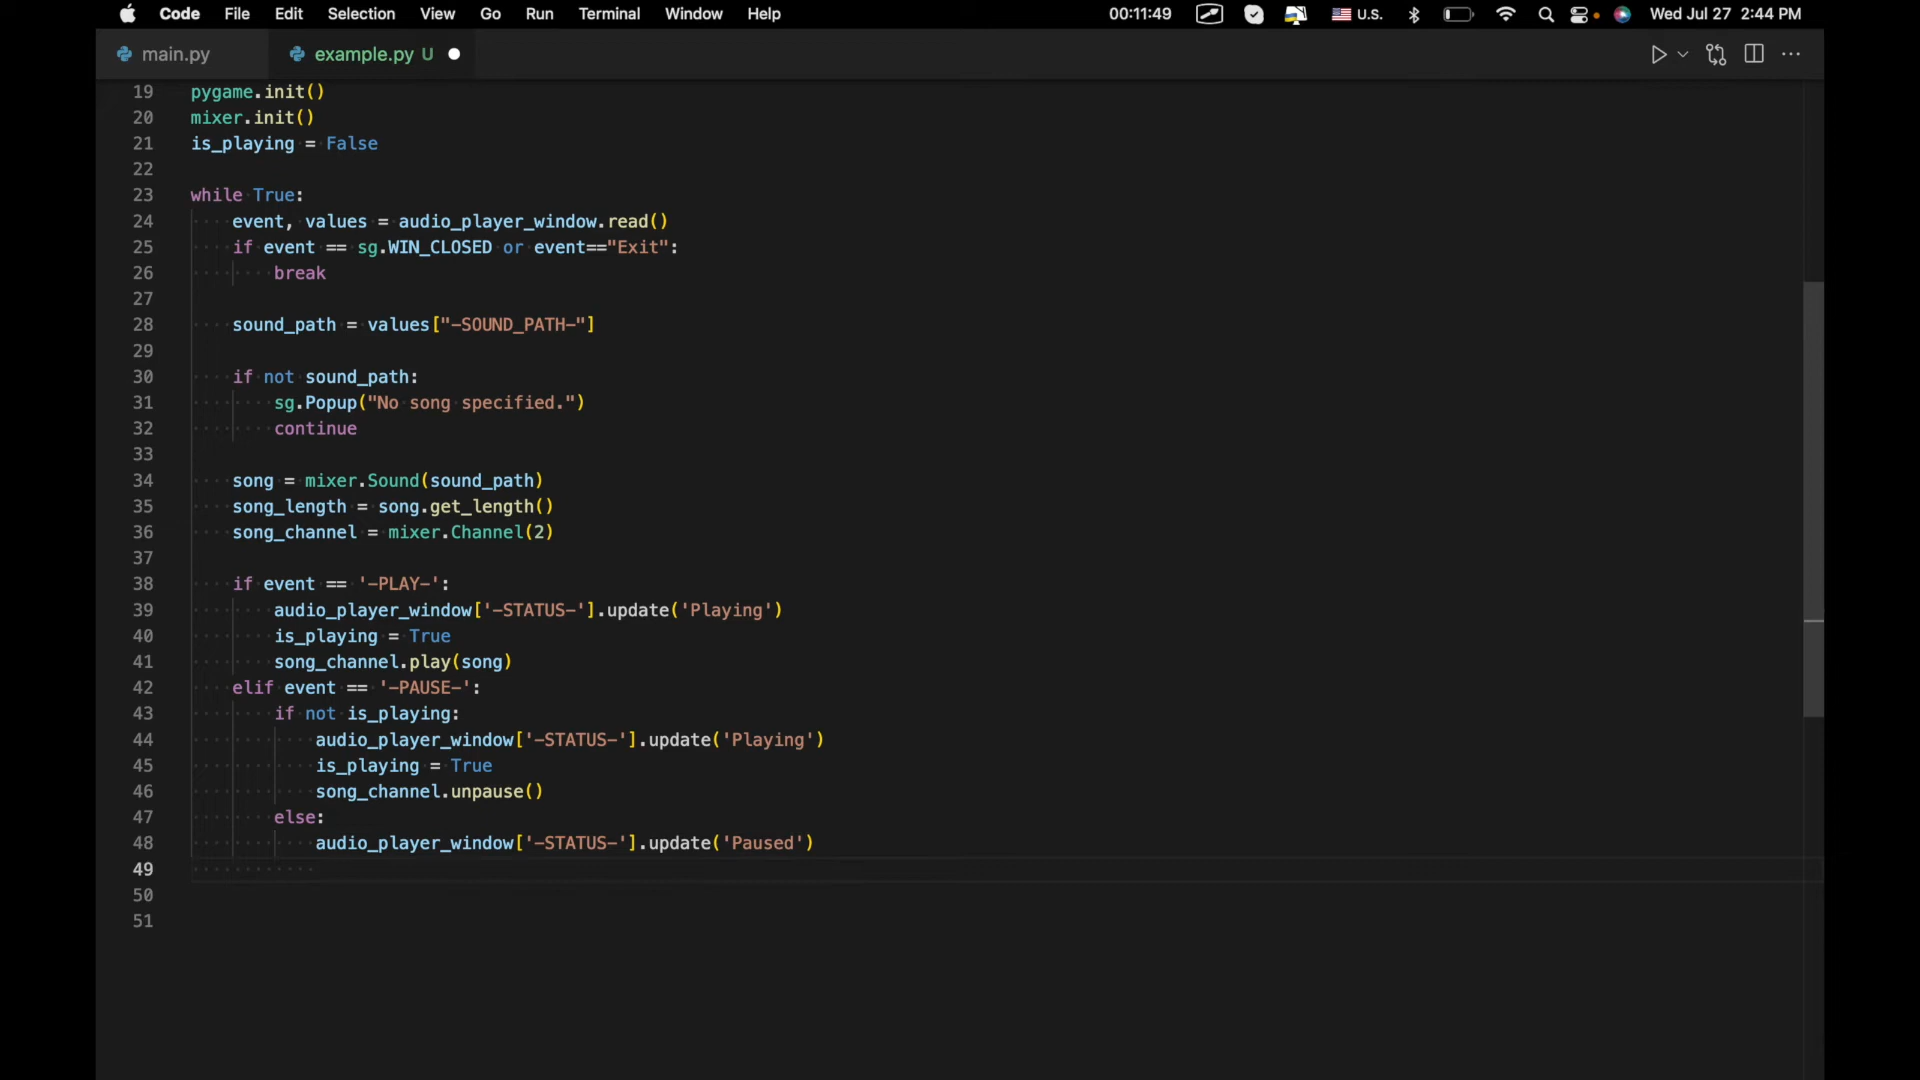 Code File Edit Selection View Go Run Terminal Window Help 00:11:49 U.S. Wed Jul 27 2:44 PM
main.py example.py U
19 pygame.init()
20 mixer.init()
21 is_playing = False
22
23 while True:
24 event, values = audio_player_window.read()
25 if event == sg.WIN_CLOSED or event=="Exit":
26 break
27
28 sound_path = values["-SOUND_PATH-"]
29
30 if not sound_path:
31 sg.Popup("No song specified.")
32 continue
33
34 song = mixer.Sound(sound_path)
35 song_length = song.get_length()
36 song_channel = mixer.Channel(2)
37
38 if event == '-PLAY-':
39 audio_player_window['-STATUS-'].update('Playing')
40 is_playing = True
41 song_channel.play(song)
42 elif event == '-PAUSE-':
43 if not is_playing:
44 audio_player_window['-STATUS-'].update('Playing')
45 is_playing = True
46 song_channel.unpause()
47 else:
48 audio_player_window['-STATUS-'].update('Paused')
49
50
51